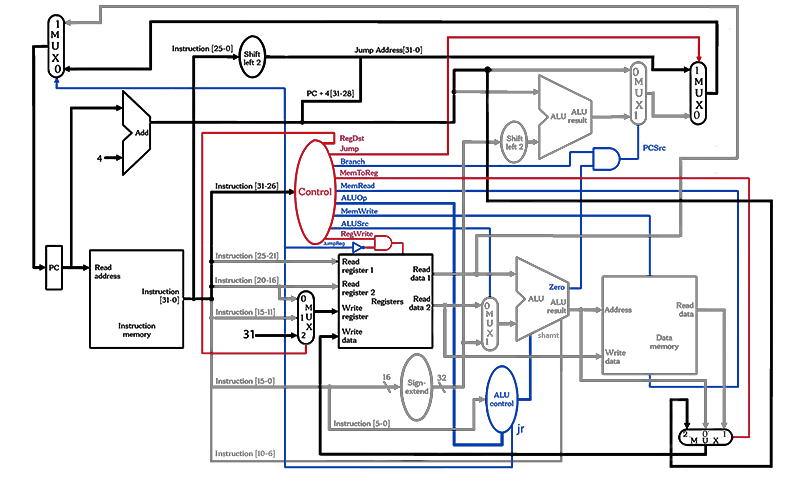 1
M
U
X
0
Instruction [25-0]
Shift
left 2
Jump Address[31-0]
PC + 4[31-28]
Add
4
0
M
U
X
1
ALU
ALU
result
Shift
left 2
1
M
U
X
0
PCSrc
RegDst
Jump
Branch
MemToReg
MemRead
ALUOp
MemWrite
ALUSrc
RegWrite
JumpReg
Control
Instruction [31-26]
Instruction [25-21]
Instruction [20-16]
Instruction [15-11]
31
0
1
2
M
U
X
PC
Read
address
Instruction
[31-0]
Instruction
memory
Read
register 1
Read
register 2
Write
register
Write
data
Registers
Read
data 1
Read
data 2
0
M
U
X
1
Zero
ALU
ALU
result
shamt
Address
Read
data
Write
data
Data
memory
Instruction [15-0]
16
Sign-
extend
32
Instruction [5-0]
ALU
control
jr
Instruction [10-6]
2 0 1
M U X